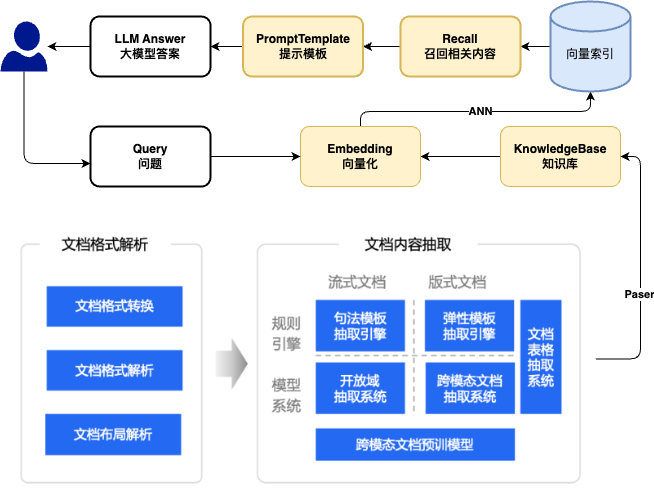 LLM Answer
大模型答案
PromptTemplate
提示模板
Recall
召回相关内容
向量索引
ANN
Query
问题
Embedding
向量化
KnowledgeBase
知识库
Paser
文档格式解析
文档格式转换
文档格式解析
文档布局解析
文档内容抽取
流式文档
版式文档
规则
引擎
句法模板
抽取引擎
弹性模板
抽取引擎
模型
系统
开放域
抽取系统
跨模态文档
抽取系统
文档
表格
抽取
系统
跨模态文档预训模型